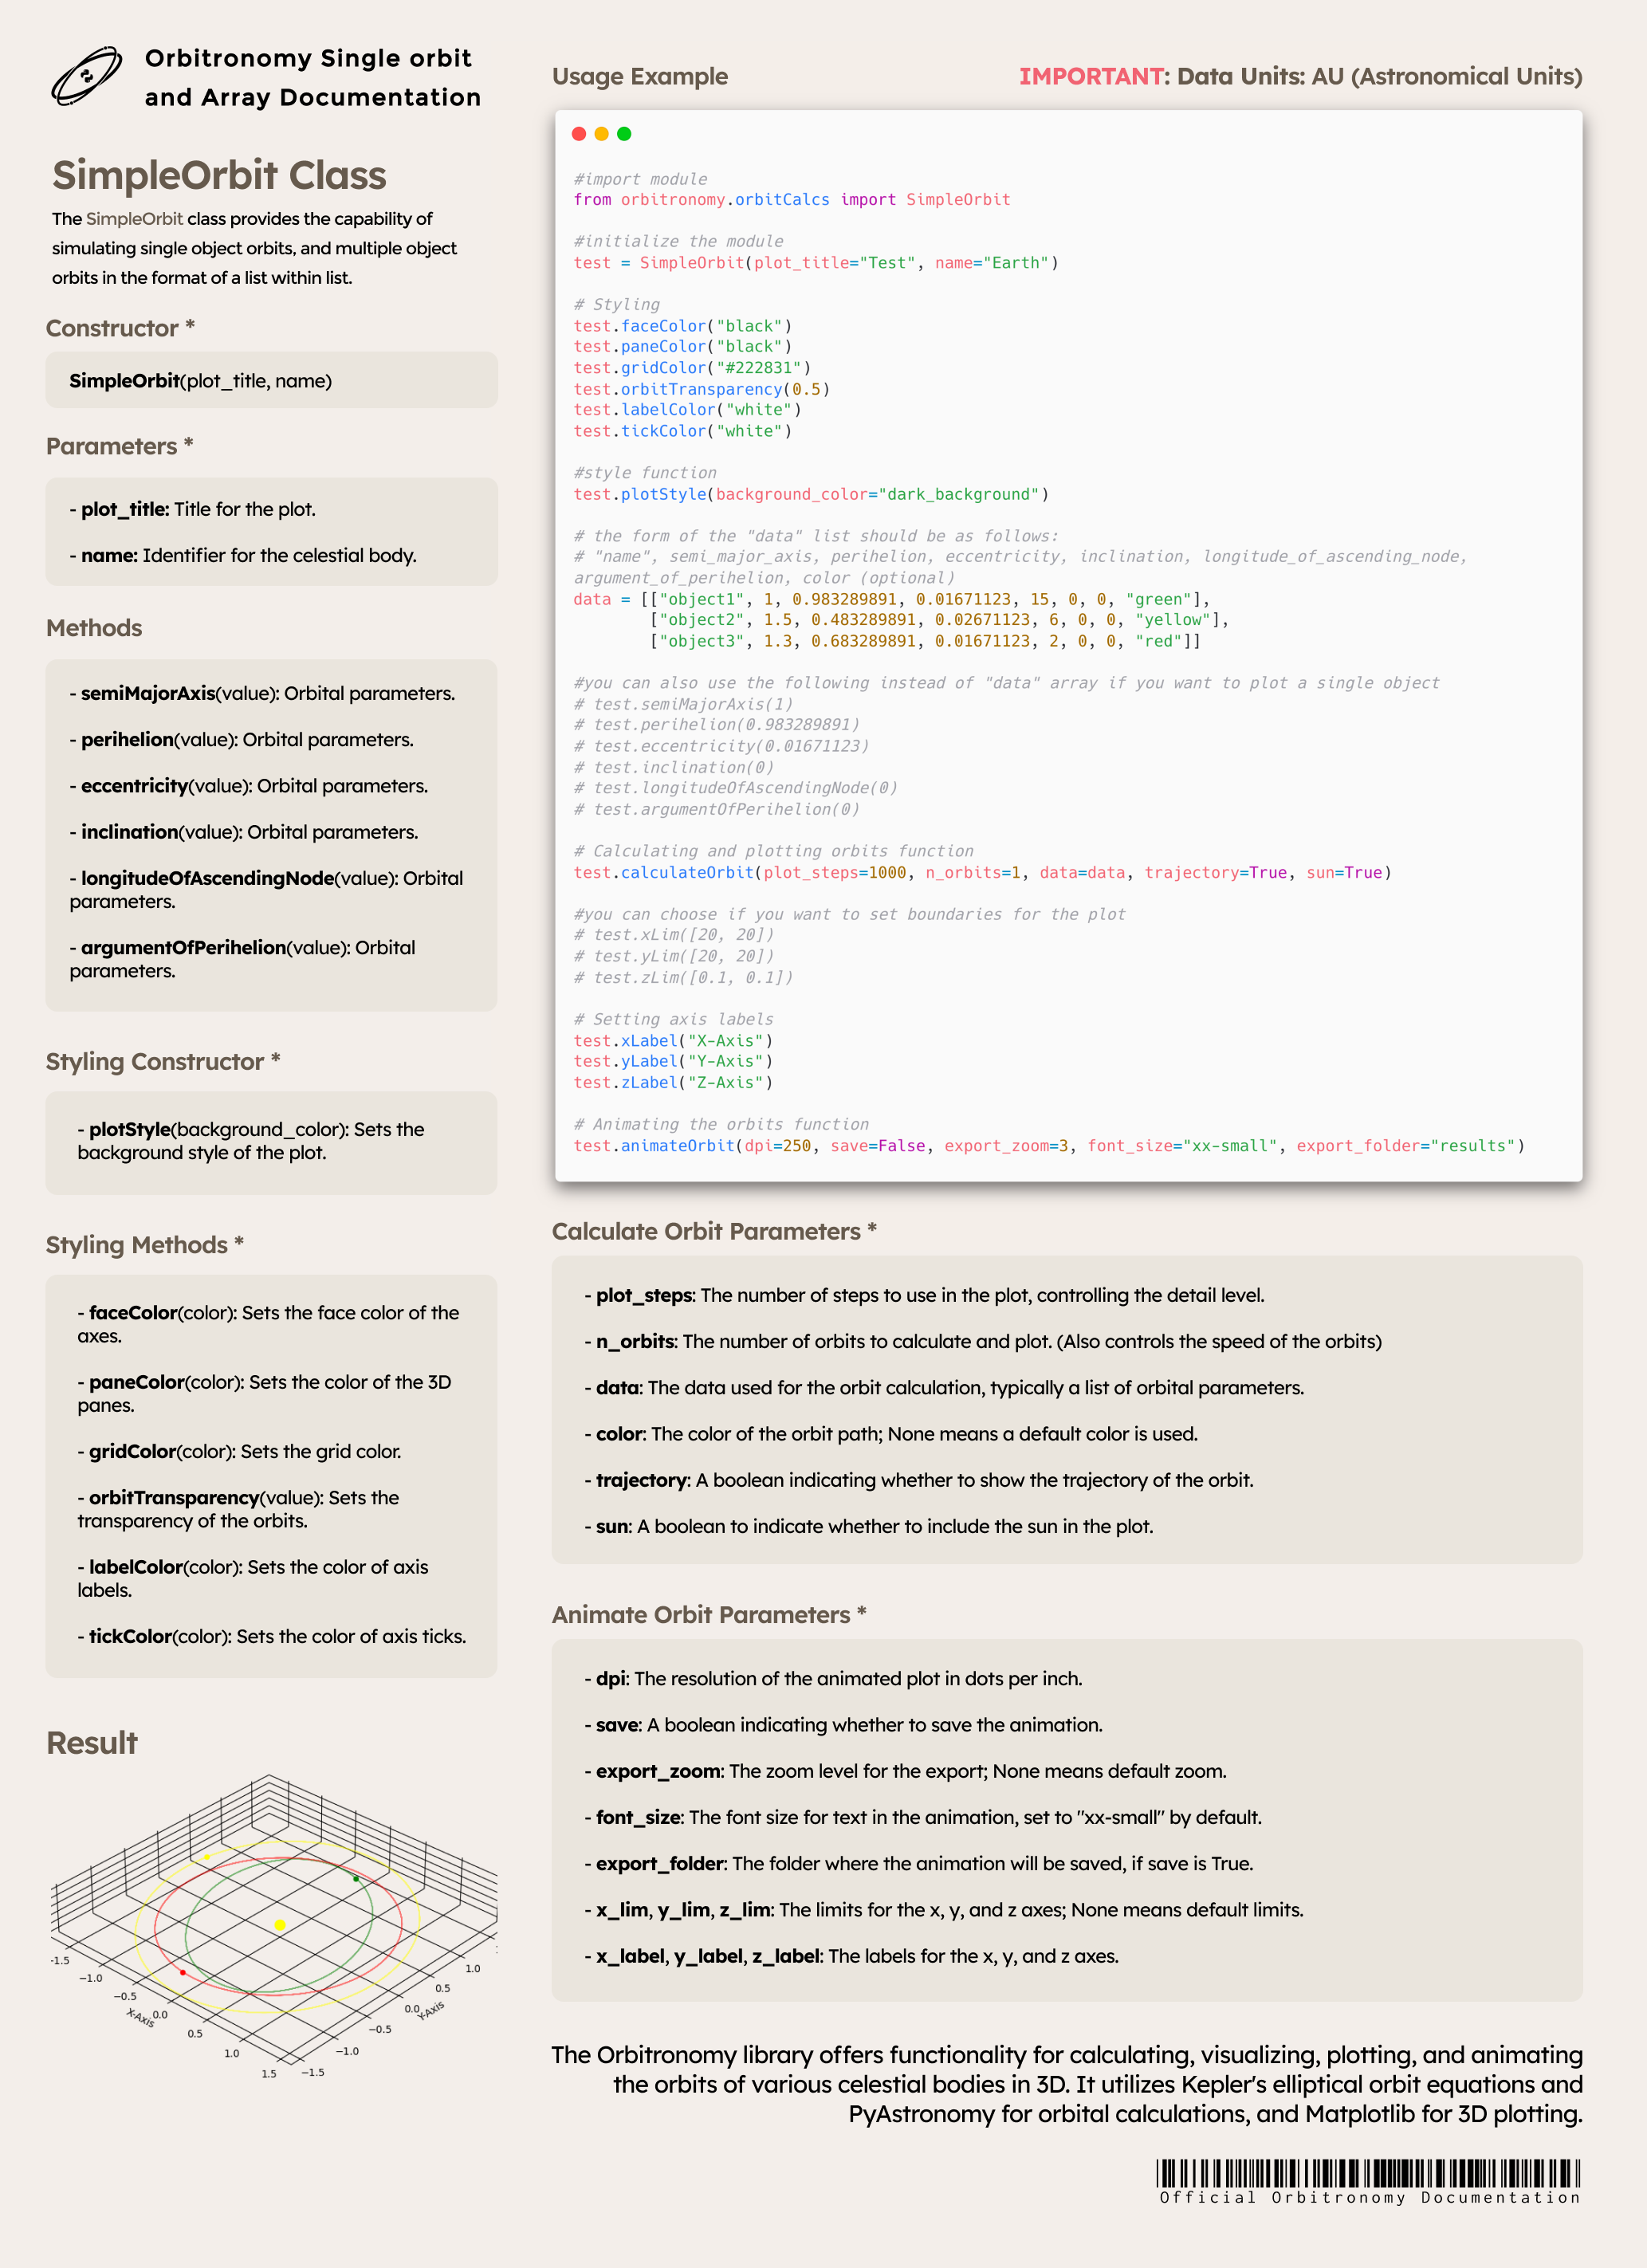 Orbitronomy Single orbit
and Array Documentation
SimpleOrbit Class
The SimpleOrbit class provides the capability of
simulating single object orbits, and multiple object
orbits in the format of a list within list.
Constructor *
SimpleOrbit(plot_title, name)
Parameters *
- plot_title: Title for the plot.
- name: Identifier for the celestial body.
Methods
- semiMajorAxis(value): Orbital parameters.
- perihelion(value): Orbital parameters.
- eccentricity(value): Orbital parameters.
- inclination(value): Orbital parameters.
- longitudeOfAscendingNode(value): Orbital
parameters.
- argumentOfPerihelion(value): Orbital
parameters.
Styling Constructor *
- plotStyle(background_color): Sets the
background style of the plot.
Styling Methods *
- faceColor(color): Sets the face color of the
axes.
- paneColor(color): Sets the color of the 3D
panes.
- gridColor(color): Sets the grid color.
- orbitTransparency(value): Sets the
transparency of the orbits.
- labelColor(color): Sets the color of axis
labels.
- tickColor(color): Sets the color of axis ticks.
Result
-1.5
−1.0
−0.5
0.0
0.5
1.0
1.5
X-Axis
−1.5
−1.0
−0.5
0.0
0.5
1.0
Y-Axis
Usage Example
IMPORTANT: Data Units: AU (Astronomical Units)
#import module
from orbitronomy.orbitCalcs import SimpleOrbit
#initialize the module
test = SimpleOrbit(plot_title="Test", name="Earth")
# Styling
test.faceColor("black")
test.paneColor("black")
test.gridColor("#222831")
test.orbitTransparency(0.5)
test.labelColor("white")
test.tickColor("white")
#style function
test.plotStyle(background_color="dark_background")
# the form of the "data" list should be as follows:
# "name", semi_major_axis, perihelion, eccentricity, inclination, longitude_of_ascending_node,
argument_of_perihelion, color (optional)
data = [["object1", 1, 0.983289891, 0.01671123, 15, 0, 0, "green"],
["object2", 1.5, 0.483289891, 0.02671123, 6, 0, 0, "yellow"],
["object3", 1.3, 0.683289891, 0.01671123, 2, 0, 0, "red"]]
#you can also use the following instead of "data" array if you want to plot a single object
# test.semiMajorAxis(1)
# test.perihelion(0.983289891)
# test.eccentricity(0.01671123)
# test.inclination(0)
# test.longitudeOfAscendingNode(0)
# test.argumentOfPerihelion(0)
# Calculating and plotting orbits function
test.calculateOrbit(plot_steps=1000, n_orbits=1, data=data, trajectory=True, sun=True)
#you can choose if you want to set boundaries for the plot
# test.xLim([20, 20])
# test.yLim([20, 20])
# test.zLim([0.1, 0.1])
# Setting axis labels
test.xLabel("X-Axis")
test.yLabel("Y-Axis")
test.zLabel("Z-Axis")
# Animating the orbits function
test.animateOrbit(dpi=250, save=False, export_zoom=3, font_size="xx-small", export_folder="results")
Calculate Orbit Parameters *
- plot_steps: The number of steps to use in the plot, controlling the detail level.
- n_orbits: The number of orbits to calculate and plot. (Also controls the speed of the orbits)
- data: The data used for the orbit calculation, typically a list of orbital parameters.
- color: The color of the orbit path; None means a default color is used.
- trajectory: A boolean indicating whether to show the trajectory of the orbit.
- sun: A boolean to indicate whether to include the sun in the plot.
Animate Orbit Parameters *
- dpi: The resolution of the animated plot in dots per inch.
- save: A boolean indicating whether to save the animation.
- export_zoom: The zoom level for the export; None means default zoom.
- font_size: The font size for text in the animation, set to "xx-small" by default.
- export_folder: The folder where the animation will be saved, if save is True.
- x_lim, y_lim, z_lim: The limits for the x, y, and z axes; None means default limits.
- x_label, y_label, z_label: The labels for the x, y, and z axes.
The Orbitronomy library offers functionality for calculating, visualizing, plotting, and animating
the orbits of various celestial bodies in 3D. It utilizes Kepler's elliptical orbit equations and
PyAstronomy for orbital calculations, and Matplotlib for 3D plotting.
Official Orbitronomy Documentation